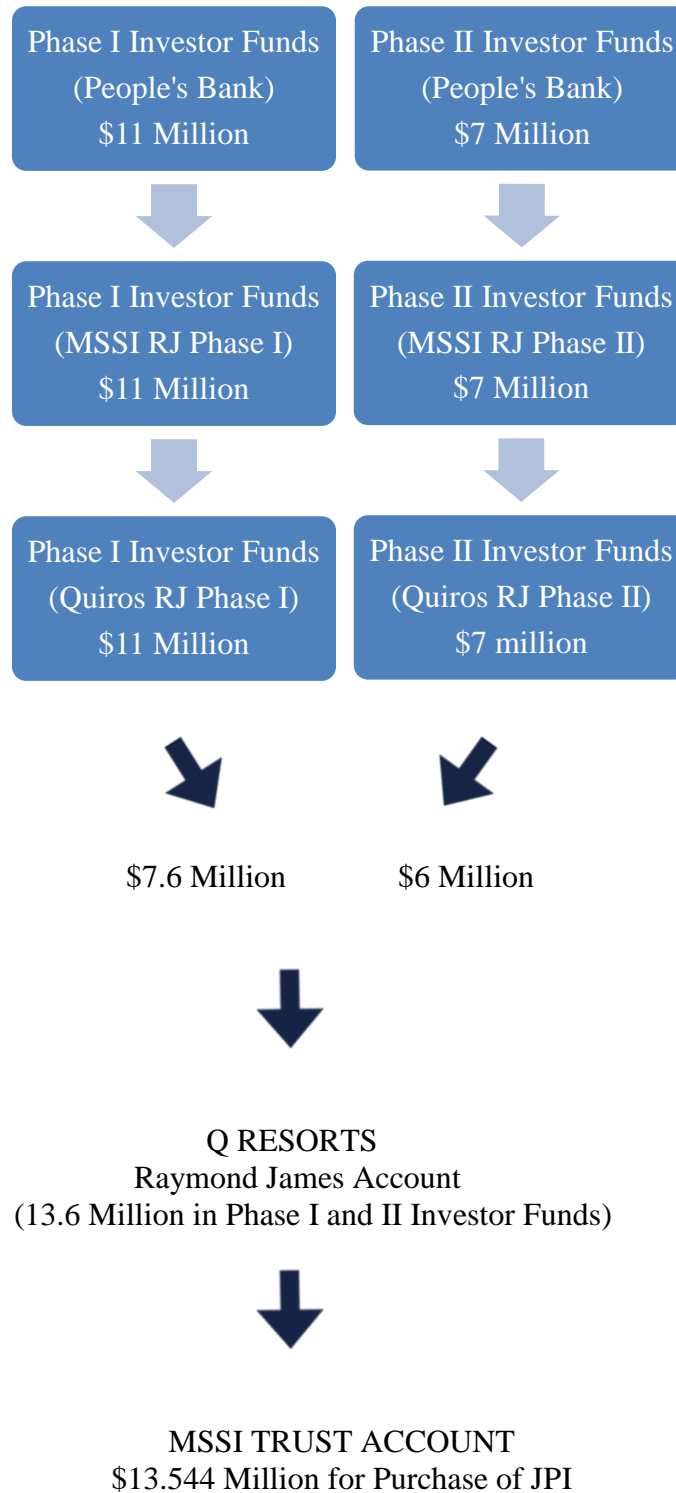 Phase I Investor Funds
(People's Bank)
$11 Million
Phase II Investor Funds
(People's Bank)
$7 Million
Phase I Investor Funds
(MSSI RJ Phase I)
$11 Million
Phase II Investor Funds
(MSSI RJ Phase II)
$7 Million
Phase I Investor Funds
(Quiros RJ Phase I)
$11 Million
Phase II Investor Funds
(Quiros RJ Phase II)
$7 million
$7.6 Million
$6 Million
Q RESORTS
Raymond James Account
(13.6 Million in Phase I and II Investor Funds)
MSSI TRUST ACCOUNT
$13.544 Million for Purchase of JPI